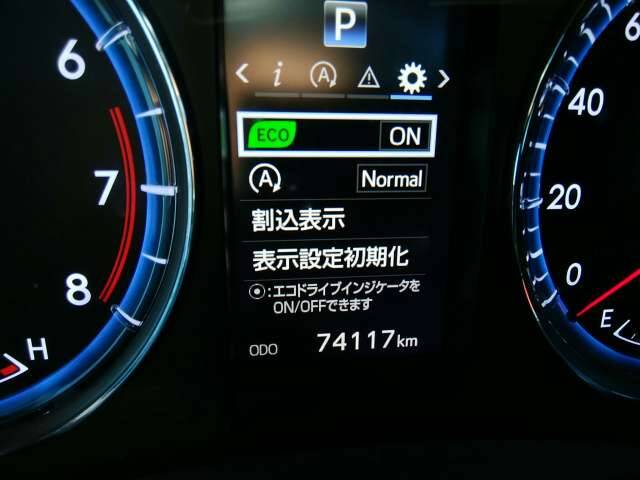 P
i A
ECO ON
A Normal
割込表示
表示設定初期化
⦿:エコドライブインジケータを
ON/OFFできます
ODO 74117km
6
7
8
H
6
40
20
0
E